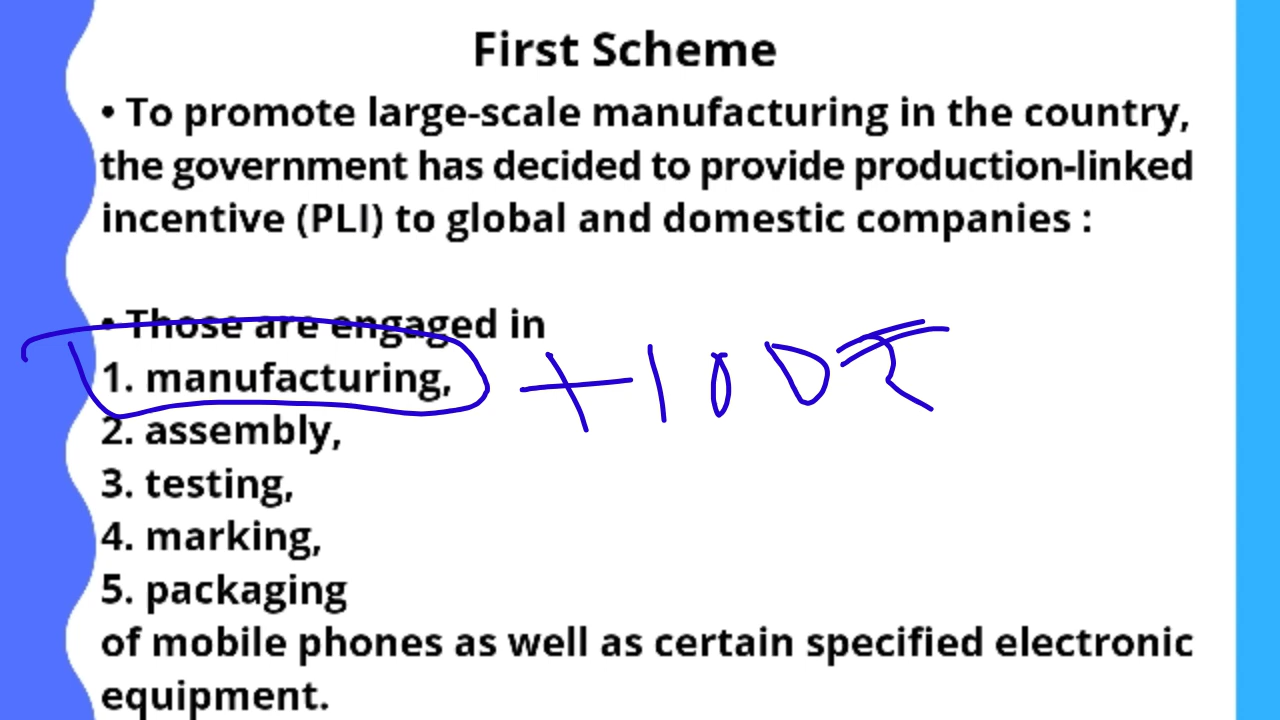 First Scheme
• To promote large-scale manufacturing in the country,
the government has decided to provide production-linked
incentive (PLI) to global and domestic companies :
• Those are engaged in
1. manufacturing, +100₹
2. assembly,
3. testing,
4. marking,
5. packaging
of mobile phones as well as certain specified electronic
equipment.